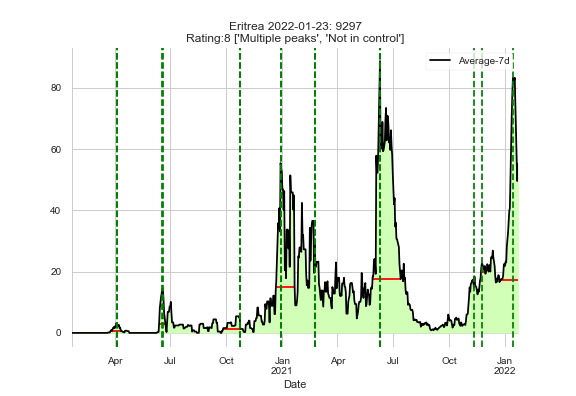 Eritrea 2022-01-23: 9297
Rating:8 ['Multiple peaks', 'Not in control']
Average-7d
80
60
40
20
0
Apr Jul Oct Jan Apr Jul Oct Jan
2021 2022
Date